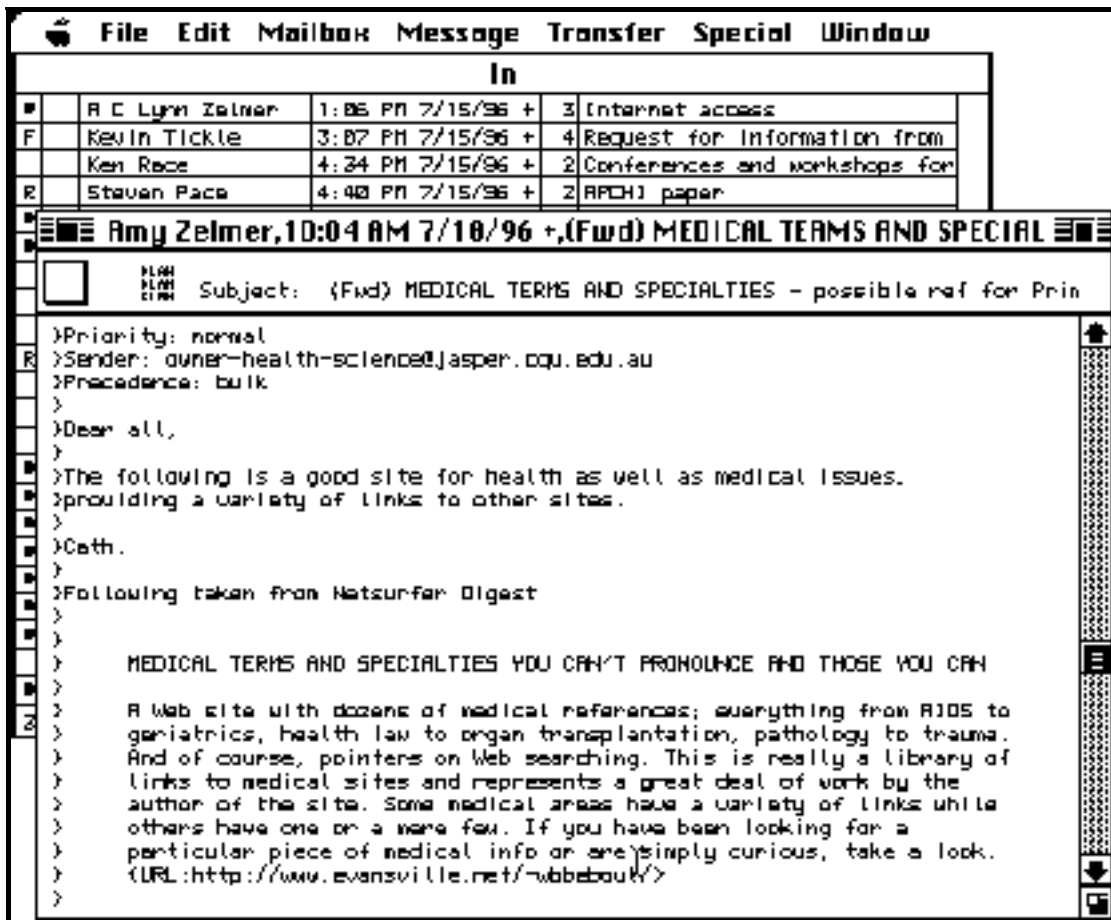 File Edit Mailbox Message Transfer Special Window
In
A C Lynn Zelmer 1:06 PM 7/15/96 + 3 Internet access
F Kevin Tickle 3:07 PM 7/15/96 + 4 Request for information from
Ken Race 4:34 PM 7/15/96 + 2 Conferences and workshops for
R Steven Pace 4:40 PM 7/15/96 + 2 APCHI paper
Amy Zelmer,10:04 AM 7/18/96 +,(Fwd) MEDICAL TERMS AND SPECIAL
Subject: (Fwd) MEDICAL TERMS AND SPECIALTIES - possible ref for Prin
>Priority: normal
R
>Sender: owner-health-science@jasper.cqu.edu.au
>Precedence: bulk
>
>Dear all,
>
>The following is a good site for health as well as medical issues.
>providing a variety of links to other sites.
>
>Cath.
>
>Following taken from Netsurfer Digest
>
>
> MEDICAL TERMS AND SPECIALTIES YOU CAN'T PRONOUNCE AND THOSE YOU CAN
>
> A Web site with dozens of medical references; everything from AIDS to
> geriatrics, health law to organ transplantation, pathology to trauma.
> And of course, pointers on Web searching. This is really a library of
> links to medical sites and represents a great deal of work by the
> author of the site. Some medical areas have a variety of links while
> others have one or a mere few. If you have been looking for a
> particular piece of medical info or are simply curious, take a look.
>